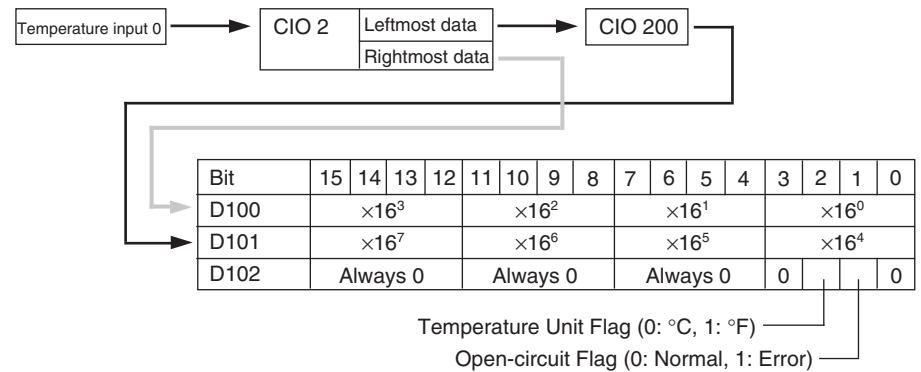 Temperature input 0
CIO 2
Leftmost data
CIO 200
Rightmost data
Bit 15 14 13 12 11 10 9 8 7 6 5 4 3 2 1 0
D100 ×16³ ×16² ×16¹ ×16⁰
D101 ×16⁷ ×16⁶ ×16⁵ ×16⁴
D102 Always 0 Always 0 Always 0 0 0
Temperature Unit Flag (0: °C, 1: °F)
Open-circuit Flag (0: Normal, 1: Error)